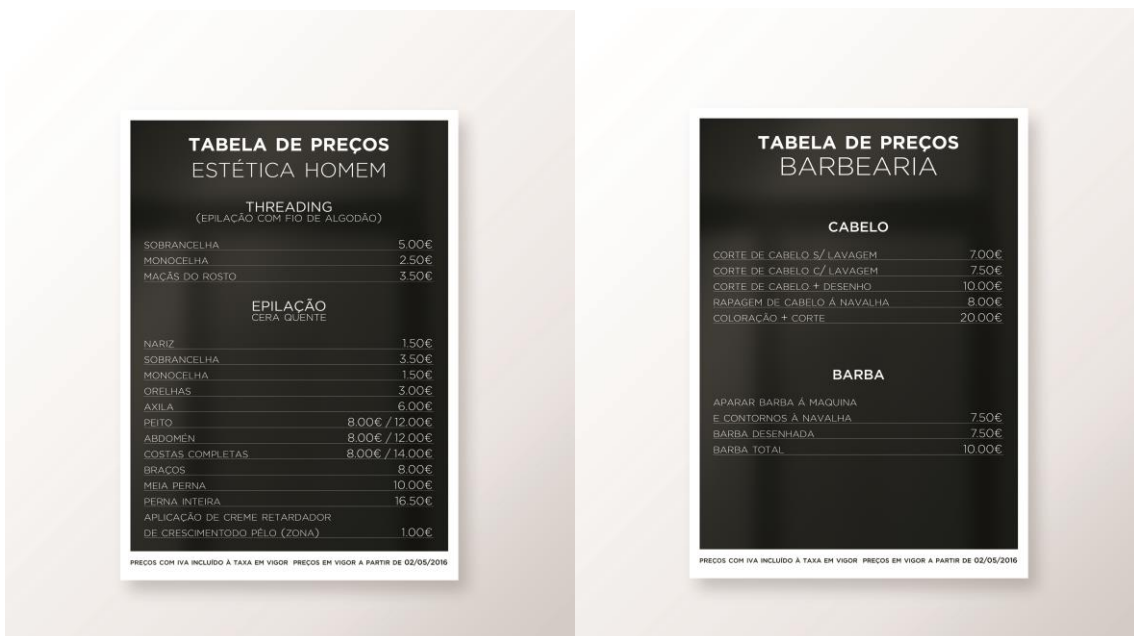 TABELA DE PREÇOS
ESTÉTICA HOMEM
THREADING
(EPILAÇÃO COM FIO DE ALGODÃO)
SOBRANCELHA 5.00€
MONOCELHA 2.50€
MAÇÃS DO ROSTO 3.50€
EPILAÇÃO
CERA QUENTE
NARIZ 1.50€
SOBRANCELHA 3.50€
MONOCELHA 1.50€
ORELHAS 3.00€
AXILA 6.00€
PEITO 8.00€ / 12.00€
ABDOMÉN 8.00€ / 12.00€
COSTAS COMPLETAS 8.00€ / 14.00€
BRAÇOS 8.00€
MEIA PERNA 10.00€
PERNA INTEIRA 16.50€
APLICAÇÃO DE CREME RETARDADOR
DE CRESCIMENTODO PÊLO (ZONA) 1.00€
PREÇOS COM IVA INCLUÍDO À TAXA EM VIGOR PREÇOS EM VIGOR A PARTIR DE 02/05/2016
TABELA DE PREÇOS
BARBEARIA
CABELO
CORTE DE CABELO S/ LAVAGEM 7.00€
CORTE DE CABELO C/ LAVAGEM 7.50€
CORTE DE CABELO + DESENHO 10.00€
RAPAGEM DE CABELO Á NAVALHA 8.00€
COLORAÇÃO + CORTE 20.00€
BARBA
APARAR BARBA Á MAQUINA
E CONTORNOS À NAVALHA 7.50€
BARBA DESENHADA 7.50€
BARBA TOTAL 10.00€
PREÇOS COM IVA INCLUÍDO À TAXA EM VIGOR PREÇOS EM VIGOR A PARTIR DE 02/05/2016